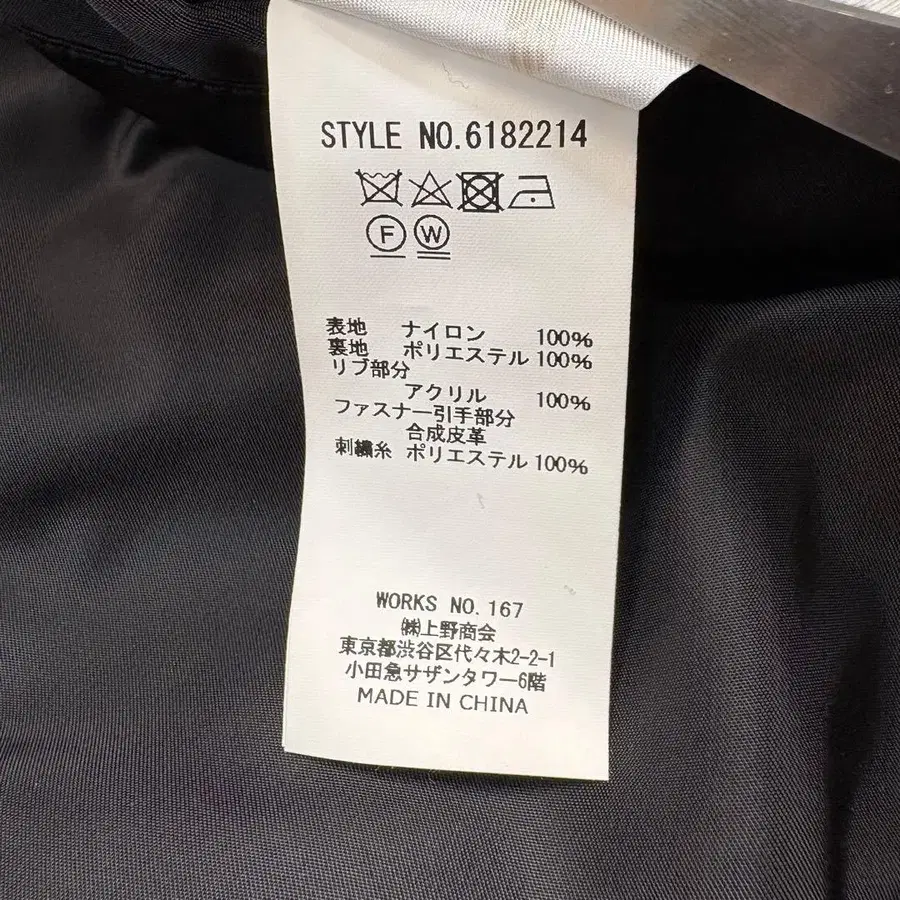 STYLE NO.6182214
F W
表地 ナイロン 100%
裏地 ポリエステル 100%
リブ部分
アクリル 100%
ファスナー引手部分
合成皮革
刺繍糸 ポリエステル 100%
WORKS NO.167
㈱上野商会
東京都渋谷区代々木2-2-1
小田急サザンタワー6階
MADE IN CHINA